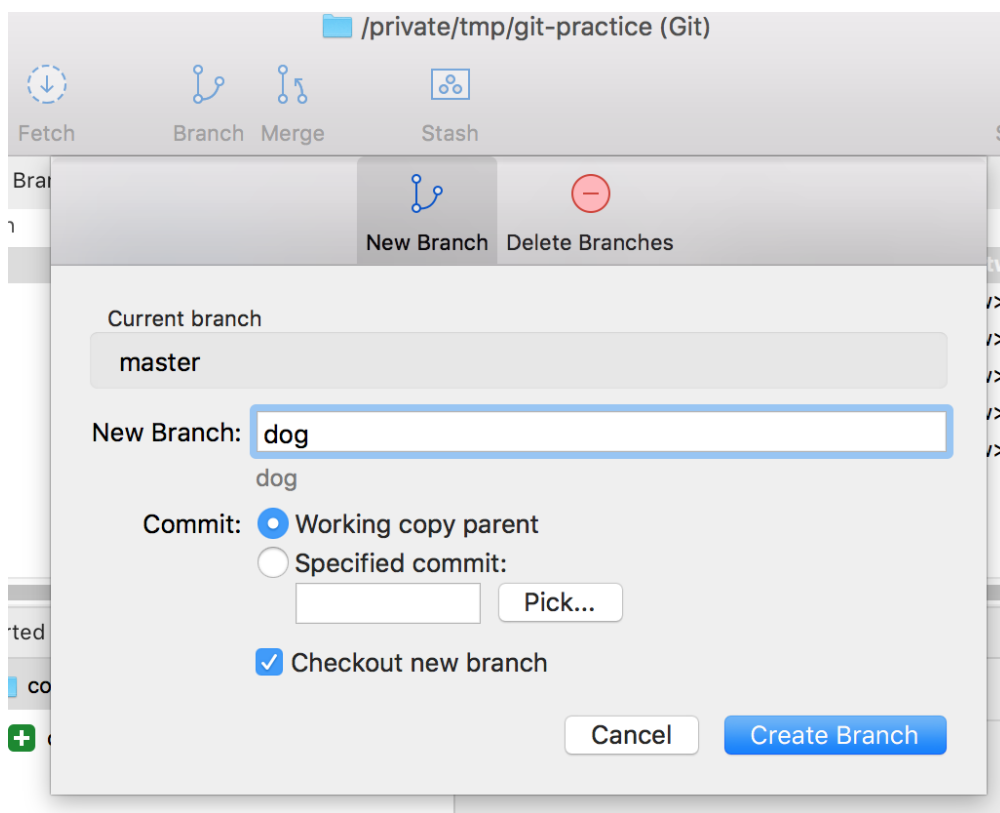 /private/tmp/git-practice (Git)
Fetch Branch Merge Stash
New Branch Delete Branches
Current branch
master
New Branch: dog
dog
Commit: Working copy parent
Specified commit:
Pick...
Checkout new branch
Cancel Create Branch